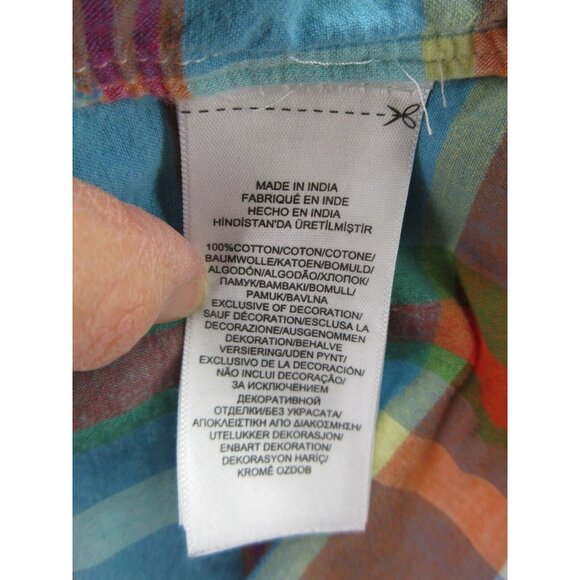 MADE IN INDIA
FABRIQUÉ EN INDE
HECHO EN INDIA
HİNDİSTAN'DA ÜRETİLMİŞTİR
100%COTTON/COTON/COTONE/
BAUMWOLLE/KATOEN/BOMULD/
ALGODÓN/ALGODÃO/ХЛОПОК/
ПАМУК/BAMBAKI/BOMULL/
PAMUK/BAVLNA
EXCLUSIVE OF DECORATION/
SAUF DÉCORATION/ESCLUSA LA
DECORAZIONE/AUSGENOMMEN
DEKORATION/BEHALVE
VERSIERING/UDEN PYNT/
EXCLUSIVO DE LA DECORACIÓN/
NÃO INCLUI DECORAÇÃO/
ЗА ИСКЛЮЧЕНИЕМ
ДЕКОРАТИВНОЙ
ОТДЕЛКИ/БЕЗ УКРАСАТА/
ΑΠΟΚΛΕΙΣΤΙΚΗ ΑΠΟ ΔΙΑΚΟΣΜΗΣΗ/
UTELUKKER DEKORASJON/
ENBART DEKORATION/
DEKORASYON HARİÇ/
KROMĚ OZDOB